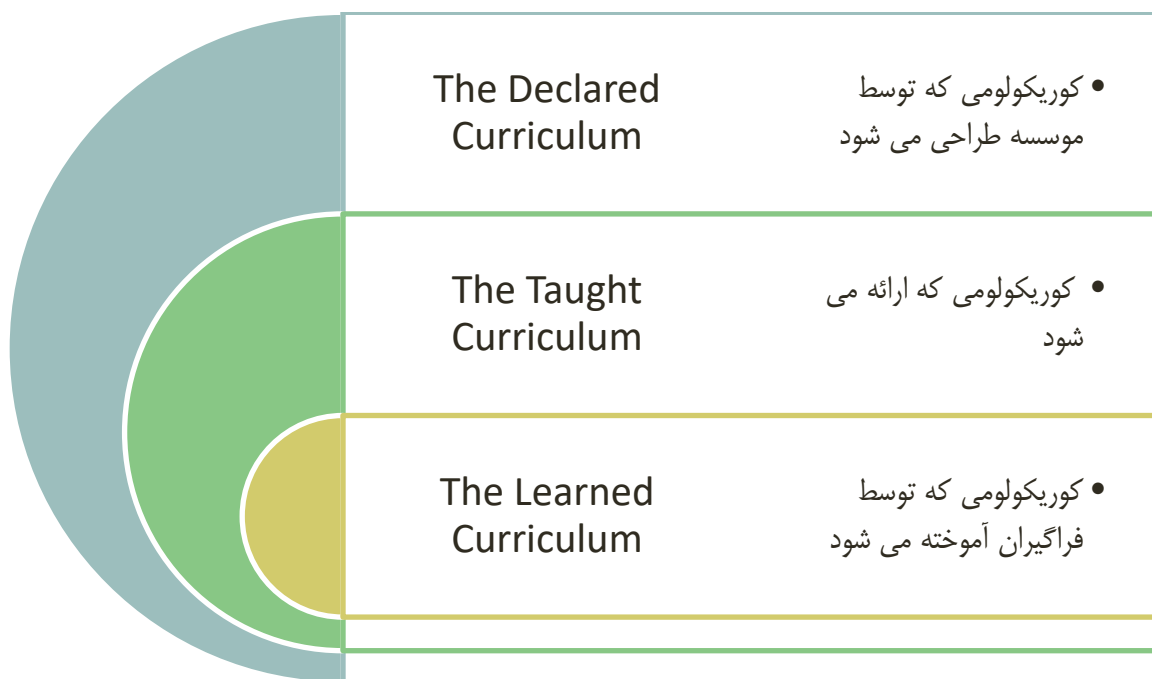 The Declared
Curriculum
• کوریکولومی که توسط
موسسه طراحی می شود
The Taught
Curriculum
• کوریکولومی که ارائه می
شود
The Learned
Curriculum
• کوریکولومی که توسط
فراگیران آموخته می شود